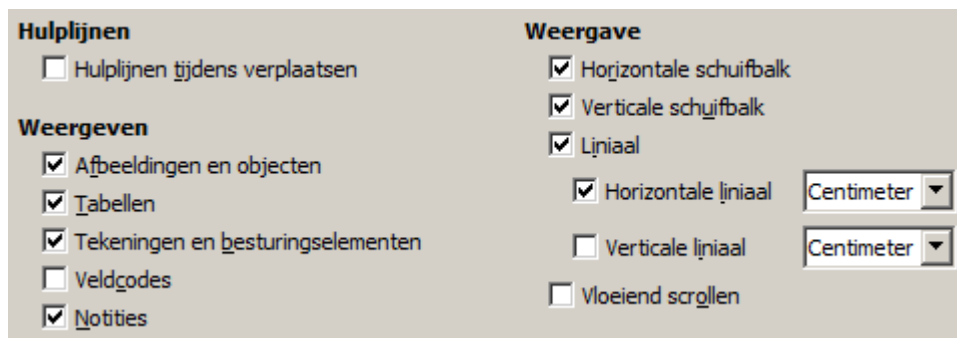 Hulplijnen
Hulplijnen tijdens verplaatsen
Weergeven
Afbeeldingen en objecten
Tabellen
Tekeningen en besturingselementen
Veldcodes
Notities
Weergave
Horizontale schuifbalk
Verticale schuifbalk
Liniaal
Horizontale liniaal Centimeter
Verticale liniaal Centimeter
Vloeiend scrollen